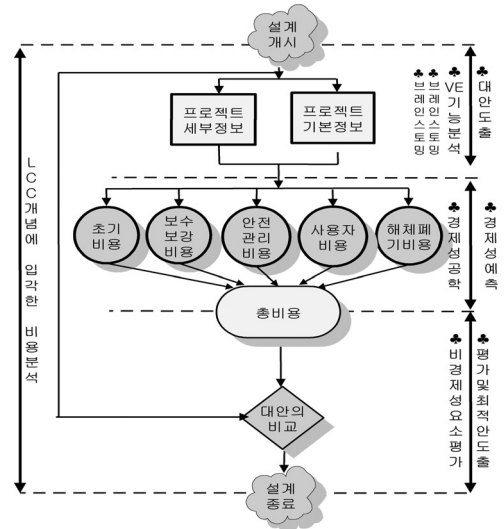 설계
개시
프로젝트
세부정보
프로젝트
기본정보
초기
비용
보수
보강
비용
안전
관리
비용
사용자
비용
해체폐
기비용
총비용
대안의
비교
설계
종료
LCC개념에 입각한 비용분석
♣대안도출
♣VE기능분석
♣브레인스토밍
♣브레인스토밍
♣경제성예측
♣경제성공학
♣평가및최적안도출
♣비경제성요소평가